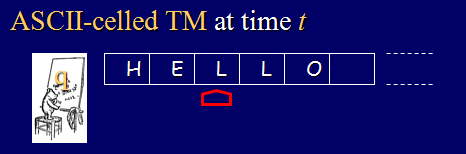 ASCII-celled TM at time t
H E L L O
q